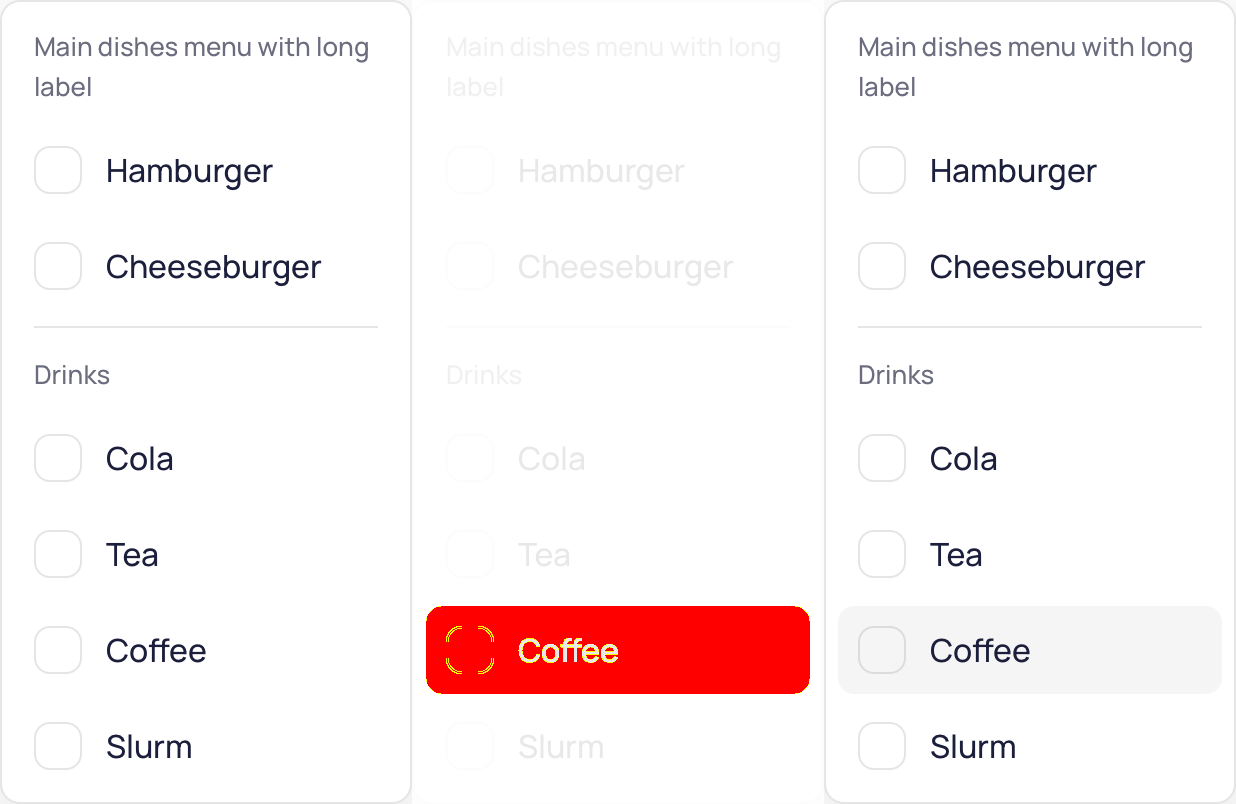 Main dishes menu with long
label
Hamburger
Cheeseburger
Drinks
Cola
Tea
Coffee
Slurm
Main dishes menu with long
label
Hamburger
Cheeseburger
Drinks
Cola
Tea
Coffee
Slurm
Main dishes menu with long
label
Hamburger
Cheeseburger
Drinks
Cola
Tea
Coffee
Slurm